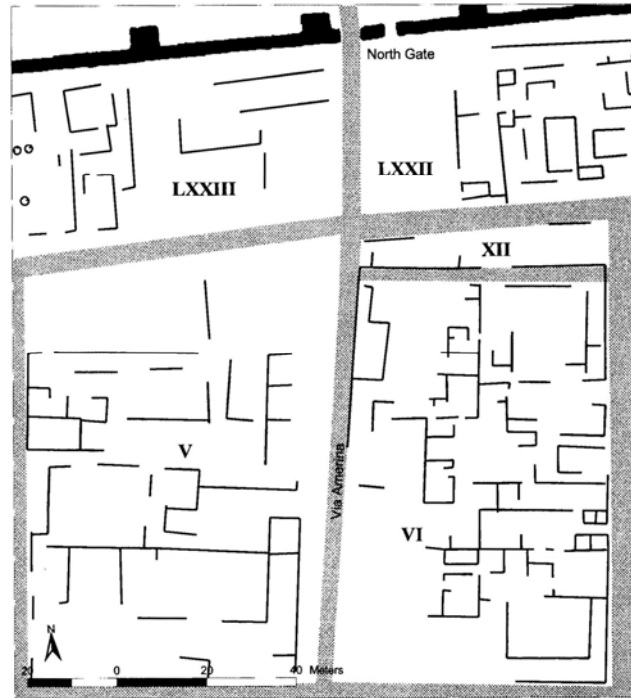 North Gate
LXXIII
LXXII
XII
V
Via Amerina
VI
N
20 0 20 40 Meters